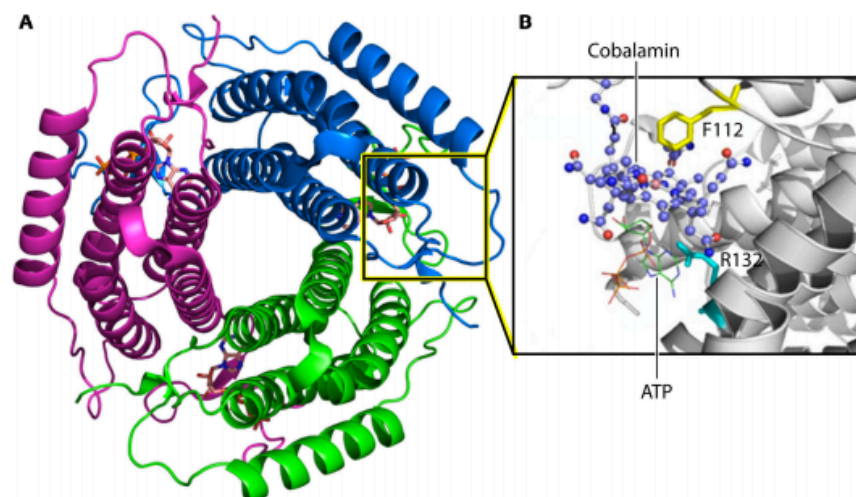 A
B
Cobalamin
F112
R132
ATP